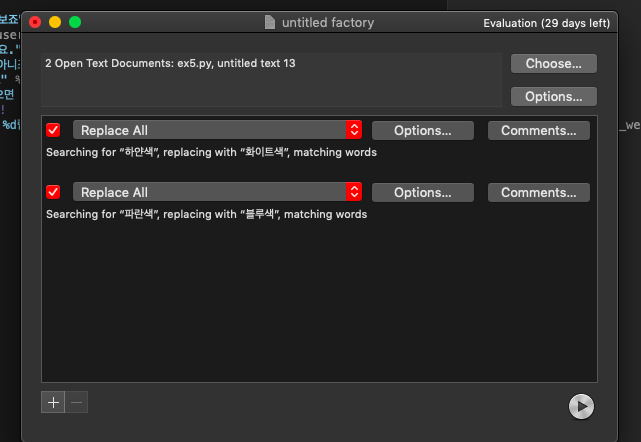 보죠"
untitled factory
Evaluation (29 days left)
user
요."
2 Open Text Documents: ex5.py, untitled text 13
Choose...
아니
" %
Options...
으면
!
%d
Replace All
Options...
Comments...
_we
Searching for “하얀색”, replacing with “화이트색”, matching words
Replace All
Options...
Comments...
Searching for “파란색”, replacing with “블루색”, matching words